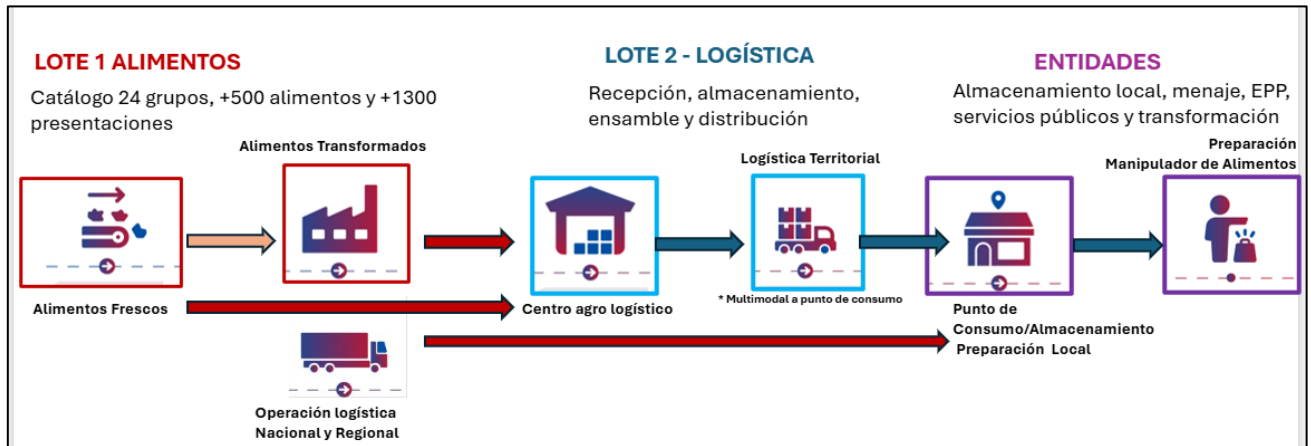 LOTE 1 ALIMENTOS
Catálogo 24 grupos, +500 alimentos y +1300
presentaciones
Alimentos Transformados
Alimentos Frescos
Operación logística
Nacional y Regional
LOTE 2 - LOGÍSTICA
Recepción, almacenamiento,
ensamble y distribución
Logística Territorial
Centro agro logístico
* Multimodal a punto de consumo
ENTIDADES
Almacenamiento local, menaje, EPP,
servicios públicos y transformación
Preparación
Manipulador de Alimentos
Punto de
Consumo/Almacenamiento
Preparación Local